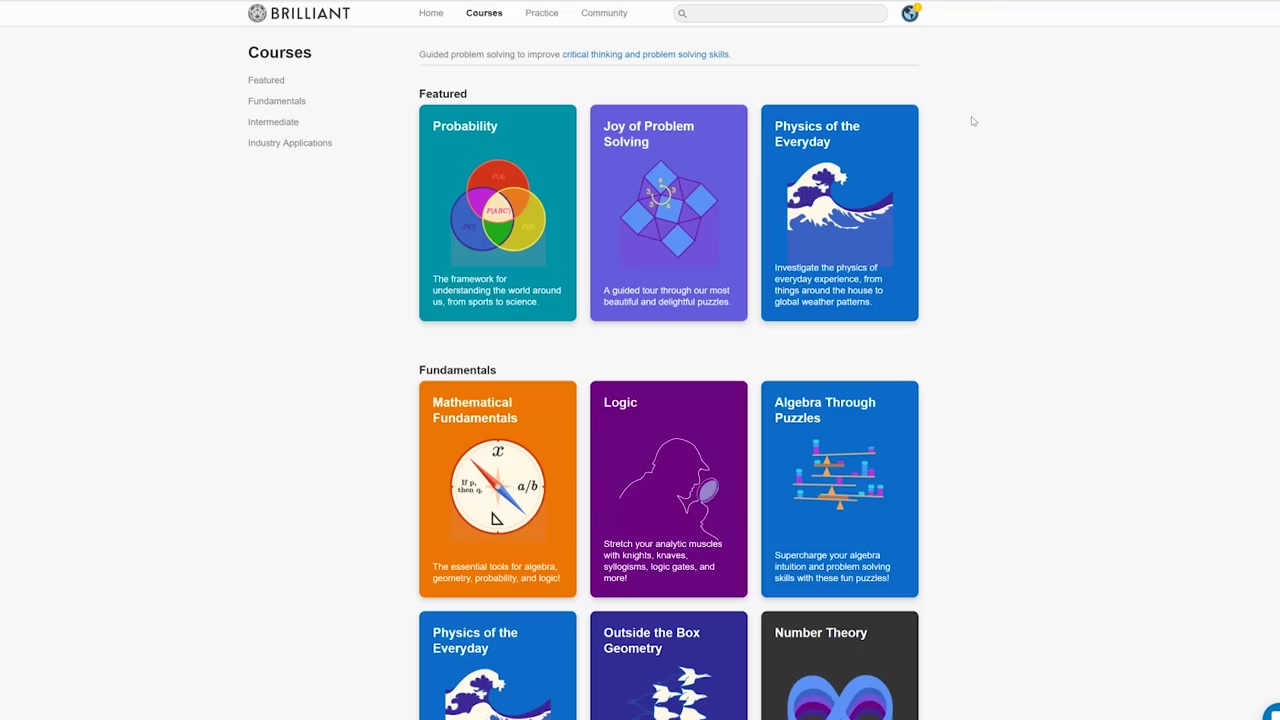 BRILLIANT
Home
Courses
Practice
Community
Courses
Featured
Fundamentals
Intermediate
Industry Applications
Guided problem solving to improve critical thinking and problem solving skills.
Featured
Probability
P(ABC)
The framework for
understanding the world around
us, from sports to science.
Joy of Problem
Solving
4
3
3
3
4
A guided tour through our most
beautiful and delightful puzzles.
Physics of the
Everyday
Investigate the physics of
everyday experience, from
things around the house to
global weather patterns.
Fundamentals
Mathematical
Fundamentals
x
If p,
then q.
a/b
The essential tools for algebra,
geometry, probability, and logic!
Logic
Stretch your analytic muscles
with knights, knaves,
syllogisms, logic gates, and
more!
Algebra Through
Puzzles
Supercharge your algebra
intuition and problem solving
skills with these fun puzzles!
Physics of the
Everyday
Outside the Box
Geometry
Number Theory